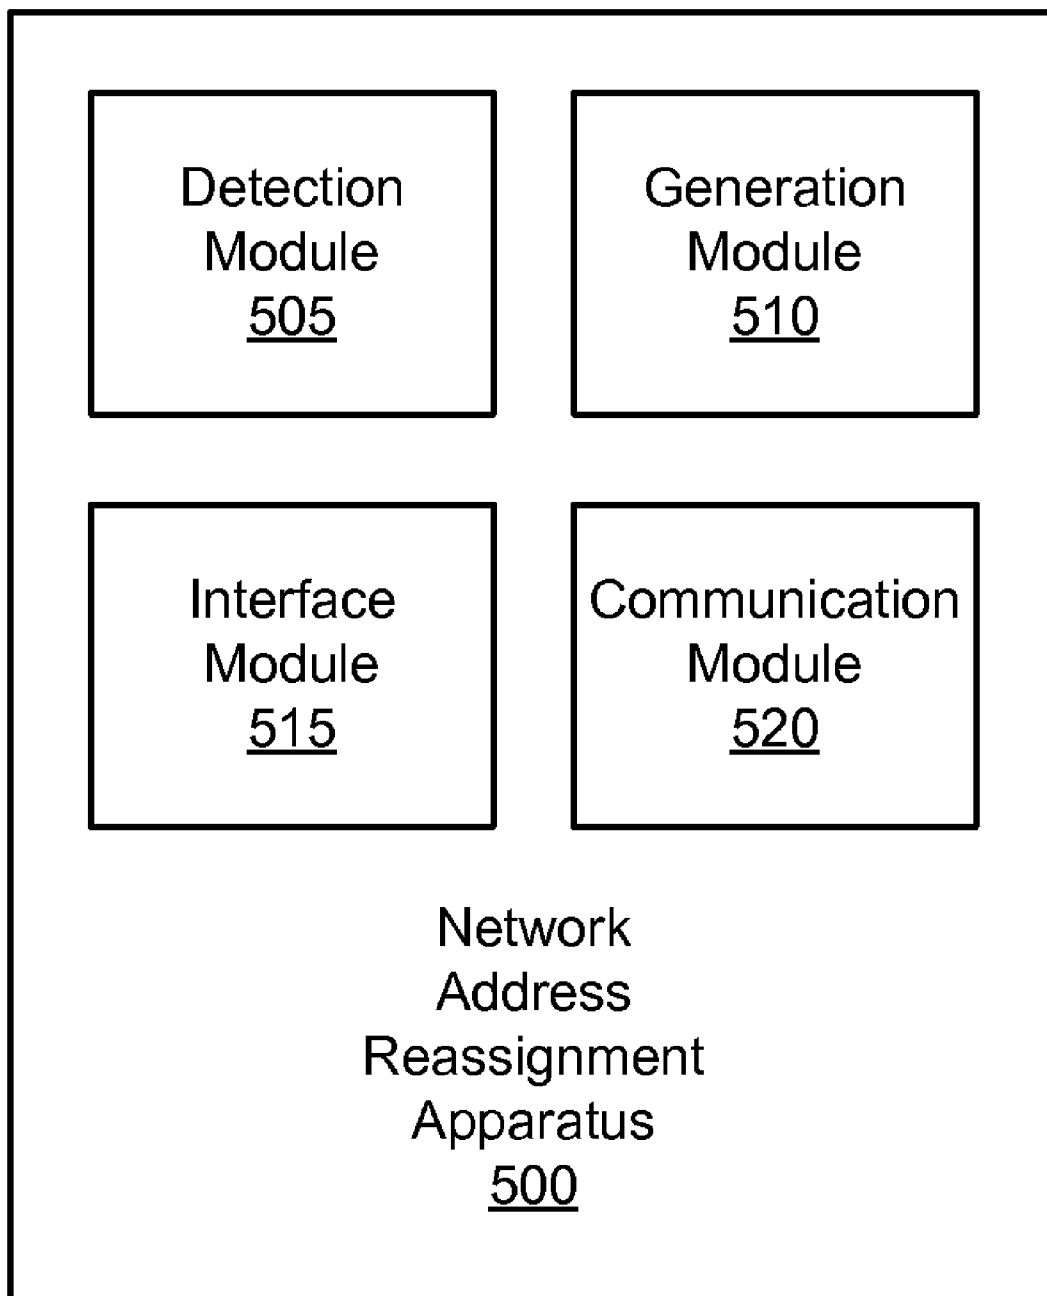 Detection
Module
505
Generation
Module
510
Interface
Module
515
Communication
Module
520
Network
Address
Reassignment
Apparatus
500